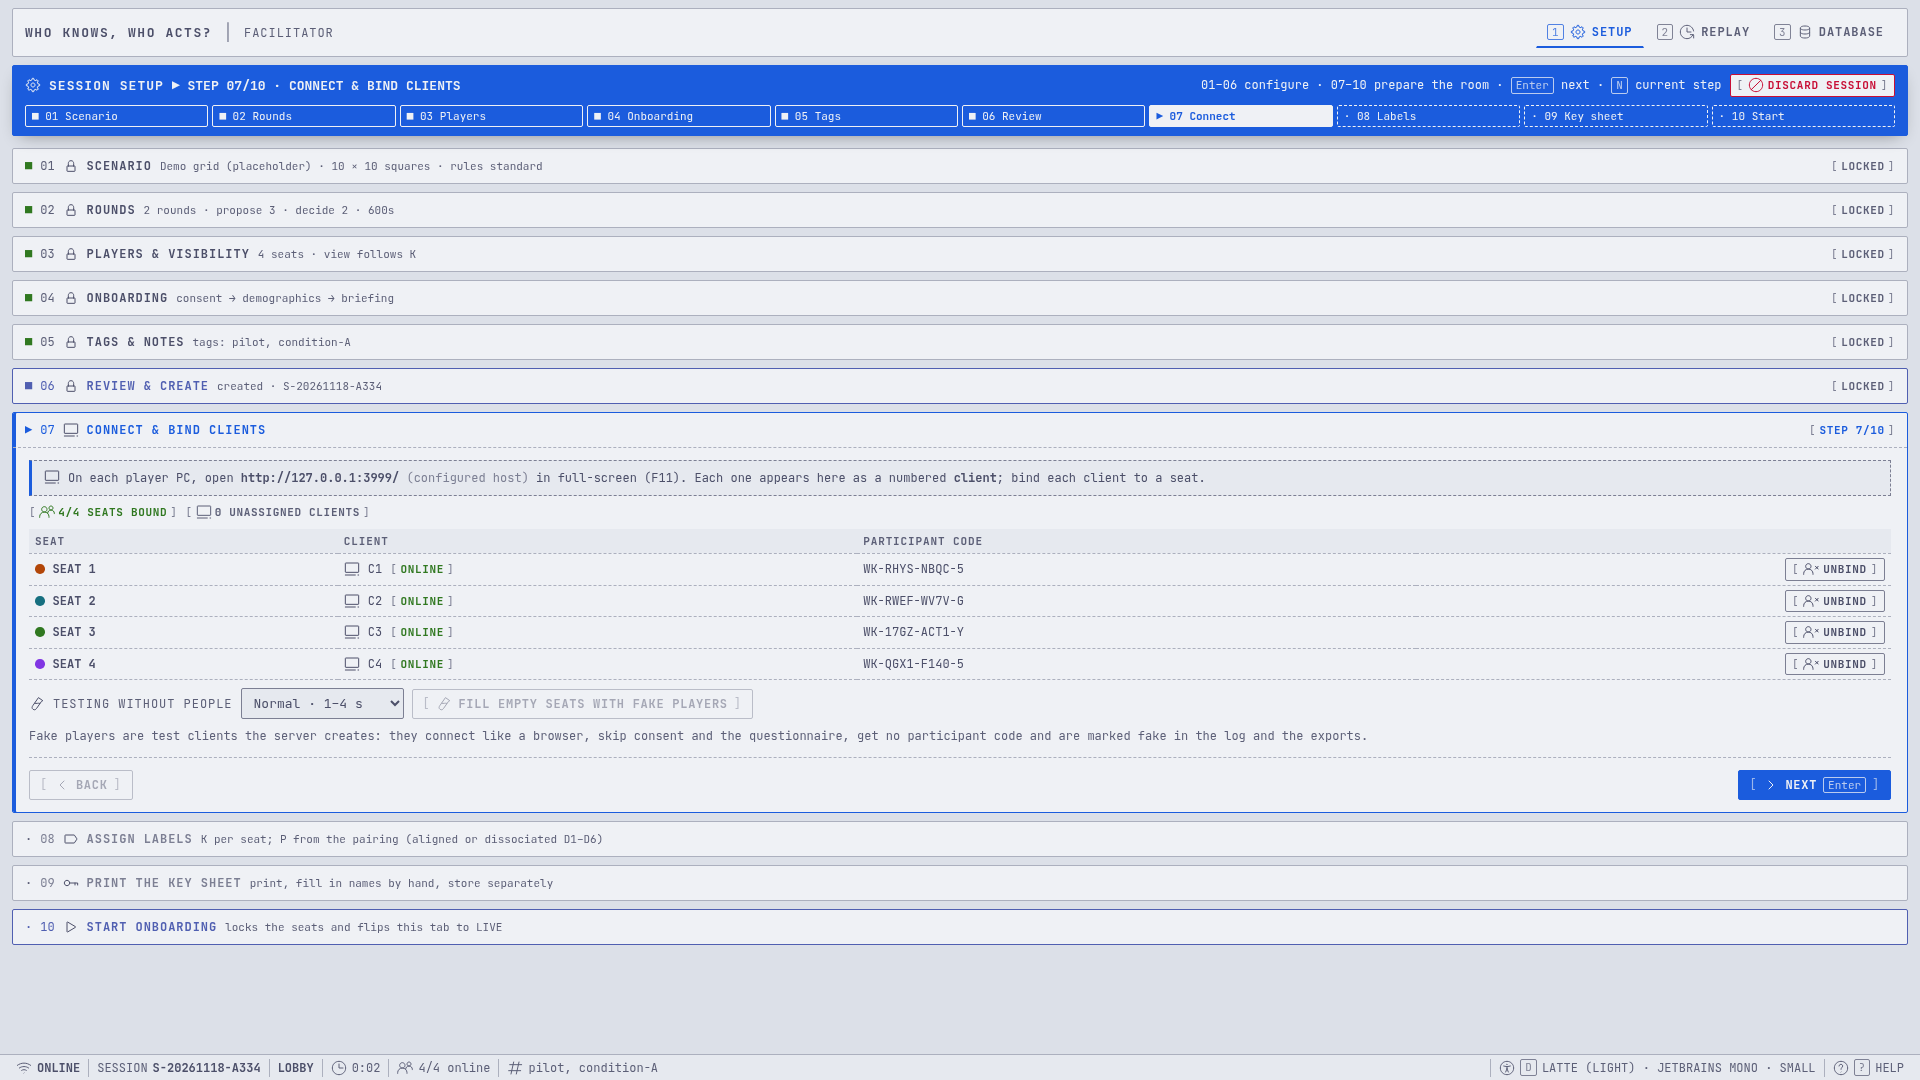 WHO KNOWS, WHO ACTS? FACILITATOR 1 SETUP 2 REPLAY 3 DATABASE
SESSION SETUP ▶ STEP 07/10 · CONNECT & BIND CLIENTS 01–06 configure · 07–10 prepare the room · Enter next · N current step [ DISCARD SESSION ]
■ 01 Scenario ■ 02 Rounds ■ 03 Players ■ 04 Onboarding ■ 05 Tags ■ 06 Review ▶ 07 Connect · 08 Labels · 09 Key sheet · 10 Start
■ 01 SCENARIO Demo grid (placeholder) · 10 × 10 squares · rules standard [ LOCKED ]
■ 02 ROUNDS 2 rounds · propose 3 · decide 2 · 600s [ LOCKED ]
■ 03 PLAYERS & VISIBILITY 4 seats · view follows K [ LOCKED ]
■ 04 ONBOARDING consent → demographics → briefing [ LOCKED ]
■ 05 TAGS & NOTES tags: pilot, condition-A [ LOCKED ]
■ 06 REVIEW & CREATE created · S-20261118-A334 [ LOCKED ]
▶ 07 CONNECT & BIND CLIENTS [ STEP 7/10 ]
On each player PC, open http://127.0.0.1:3999/ (configured host) in full-screen (F11). Each one appears here as a numbered client; bind each client to a seat.
[ 4/4 SEATS BOUND ] [ 0 UNASSIGNED CLIENTS ]
SEAT CLIENT PARTICIPANT CODE
SEAT 1 C1 [ ONLINE ] WK-RHYS-NBQC-5 [ UNBIND ]
SEAT 2 C2 [ ONLINE ] WK-RWEF-WV7V-G [ UNBIND ]
SEAT 3 C3 [ ONLINE ] WK-17GZ-ACT1-Y [ UNBIND ]
SEAT 4 C4 [ ONLINE ] WK-QGX1-F140-5 [ UNBIND ]
TESTING WITHOUT PEOPLE Normal · 1–4 s [ FILL EMPTY SEATS WITH FAKE PLAYERS ]
Fake players are test clients the server creates: they connect like a browser, skip consent and the questionnaire, get no participant code and are marked fake in the log and the exports.
[ BACK ] [ NEXT Enter ]
· 08 ASSIGN LABELS K per seat; P from the pairing (aligned or dissociated D1–D6)
· 09 PRINT THE KEY SHEET print, fill in names by hand, store separately
· 10 START ONBOARDING locks the seats and flips this tab to LIVE
ONLINE SESSION S-20261118-A334 LOBBY 0:02 4/4 online pilot, condition-A D LATTE (LIGHT) · JETBRAINS MONO · SMALL ? HELP